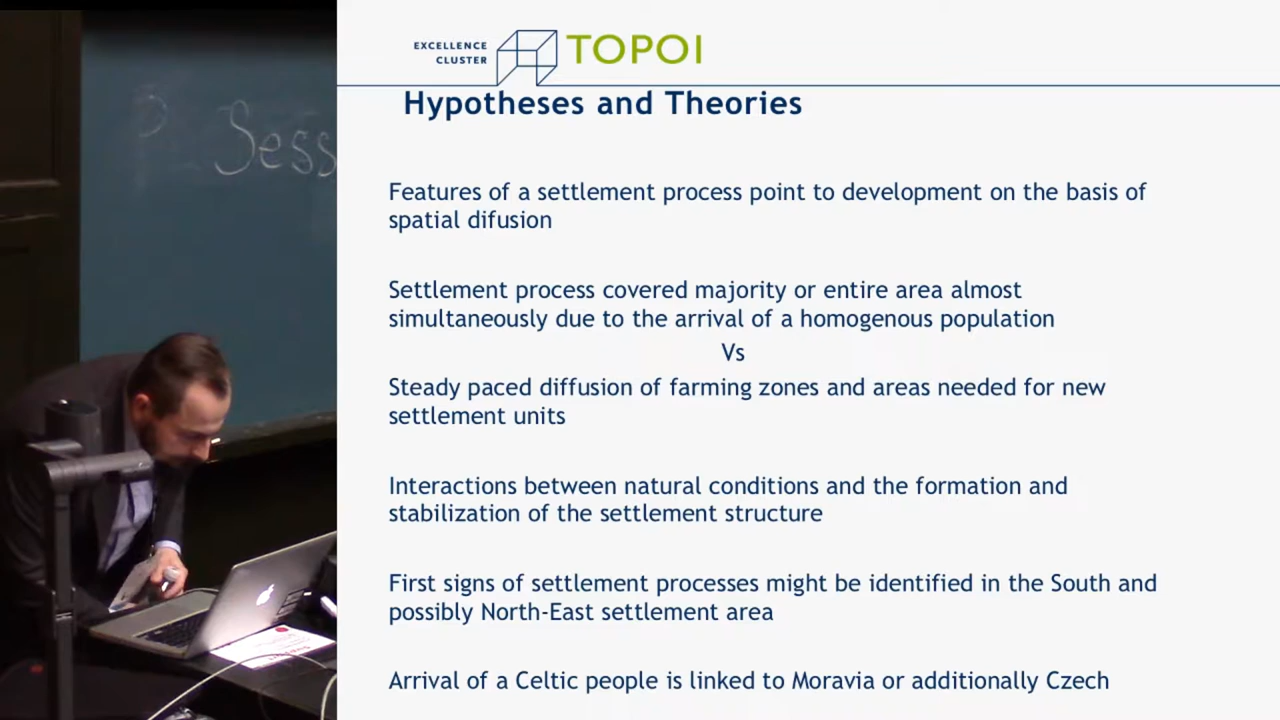 Sess
EXCELLENCE
CLUSTER
TOPOI
Hypotheses and Theories
Features of a settlement process point to development on the basis of
spatial difusion
Settlement process covered majority or entire area almost
simultaneously due to the arrival of a homogenous population
Vs
Steady paced diffusion of farming zones and areas needed for new
settlement units
Interactions between natural conditions and the formation and
stabilization of the settlement structure
First signs of settlement processes might be identified in the South and
possibly North-East settlement area
Arrival of a Celtic people is linked to Moravia or additionally Czech